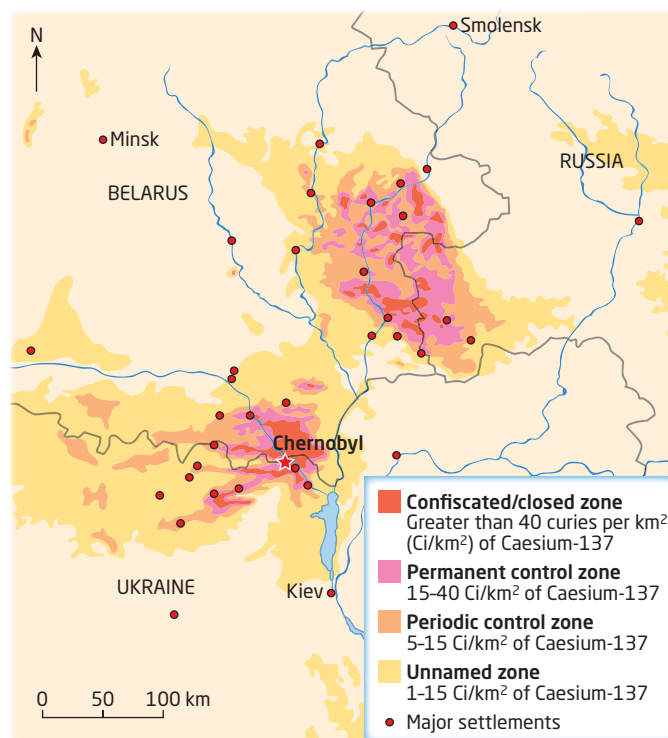 N
Smolensk
Minsk
RUSSIA
BELARUS
Chernobyl
UKRAINE
Kiev
0 50 100 km
Confiscated/closed zone
Greater than 40 curies per km²
(Ci/km²) of Caesium-137
Permanent control zone
15–40 Ci/km² of Caesium-137
Periodic control zone
5–15 Ci/km² of Caesium-137
Unnamed zone
1–15 Ci/km² of Caesium-137
Major settlements